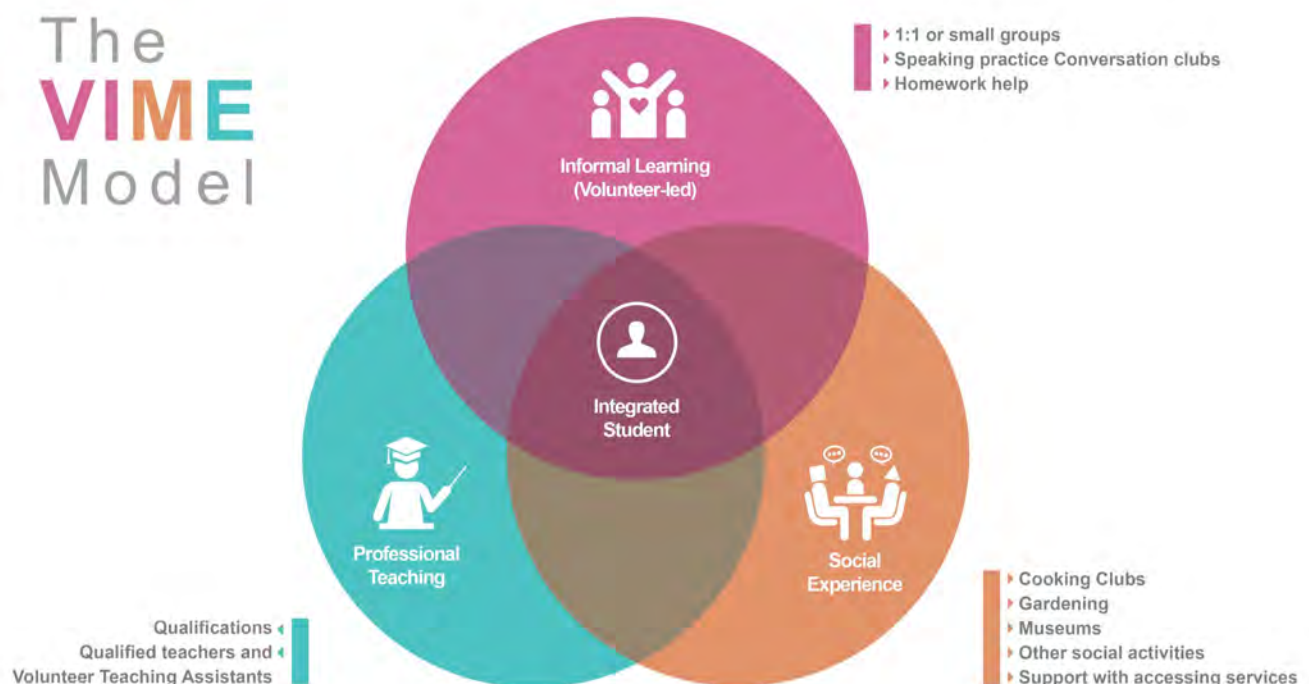 The
VIME
Model
1:1 or small groups
Speaking practice Conversation clubs
Homework help
Informal Learning
(Volunteer-led)
Integrated
Student
Professional
Teaching
Social
Experience
Qualifications
Qualified teachers and
Volunteer Teaching Assistants
Cooking Clubs
Gardening
Museums
Other social activities
Support with accessing services